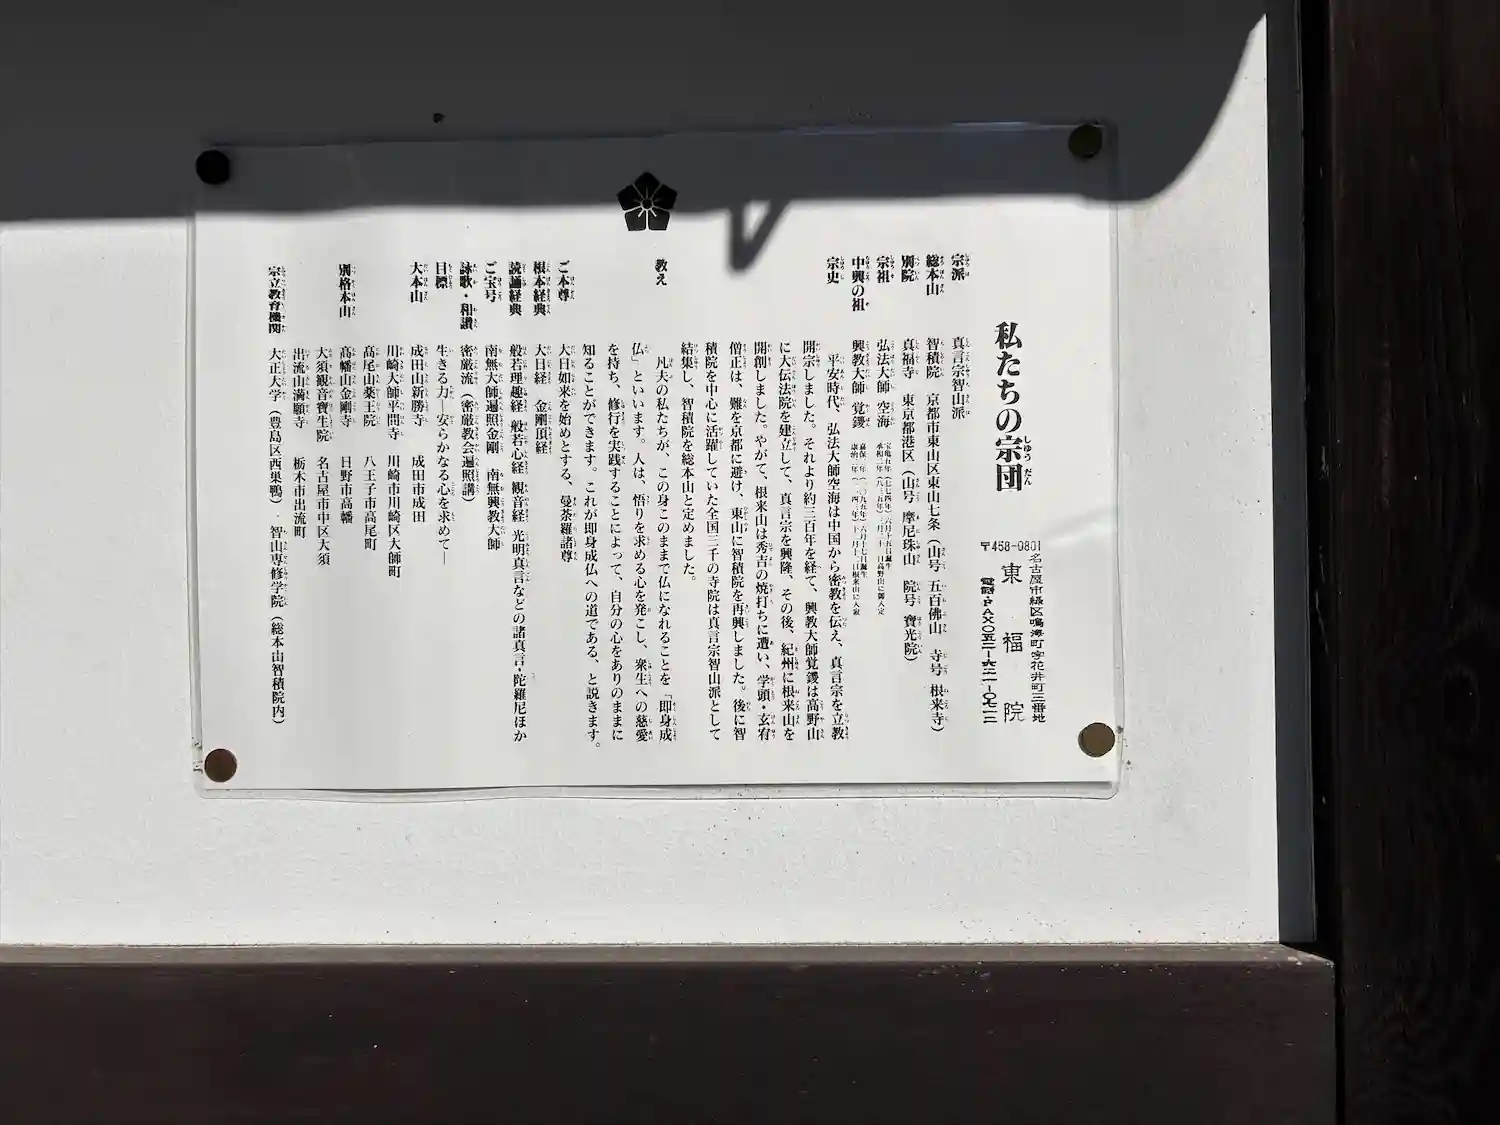 私たちの宗団
〒458-0801
名古屋市緑区鳴海町字花井町三番地
東福院
電話・FAX〇五二-六二一-〇七一三
宗派 真言宗智山派
総本山 智積院 京都市東山区東山七条（山号 五百佛山 寺号 根来寺）
別院 真福寺 東京都港区（山号 摩尼珠山 院号 寶光院）
宗祖 弘法大師 空海
中興の祖 興教大師 覚鑁
宗史 平安時代、弘法大師空海は中国から密教を伝え、真言宗を立教
開宗しました。それより約三百年を経て、興教大師覚鑁は高野山
に大伝法院を建立して、真言宗を興隆、その後、紀州に根来山を
開創しました。やがて、根来山は秀吉の焼打ちに遭い、学頭・玄宥
僧正は、難を京都に避け、東山に智積院を再興しました。後に智
積院を中心に活躍していた全国三千の寺院は真言宗智山派として
結集し、智積院を総本山と定めました。
教え 凡夫の私たちが、この身このままで仏になれることを「即身成
仏」といいます。人は、悟りを求める心を発こし、衆生への慈愛
を持ち、修行を実践することによって、自分の心をありのままに
知ることができます。これが即身成仏への道である、と説きます。
ご本尊 大日如来を始めとする、曼荼羅諸尊
根本経典 大日経 金剛頂経
読誦経典 般若理趣経 般若心経 観音経 光明真言などの諸真言・陀羅尼ほか
ご宝号 南無大師遍照金剛 南無興教大師
詠歌・和讃 密厳流（密厳教会遍照講）
目標 生きる力―安らかなる心を求めて―
大本山 成田山新勝寺 成田市成田
川崎大師平間寺 川崎市川崎区大師町
高尾山薬王院 八王子市高尾町
別格本山 高幡山金剛寺 日野市高幡
大須観音寶生院 名古屋市中区大須
出流山満願寺 栃木市出流町
宗立教育機関 大正大学（豊島区西巣鴨） 智山専修学院（総本山智積院内）